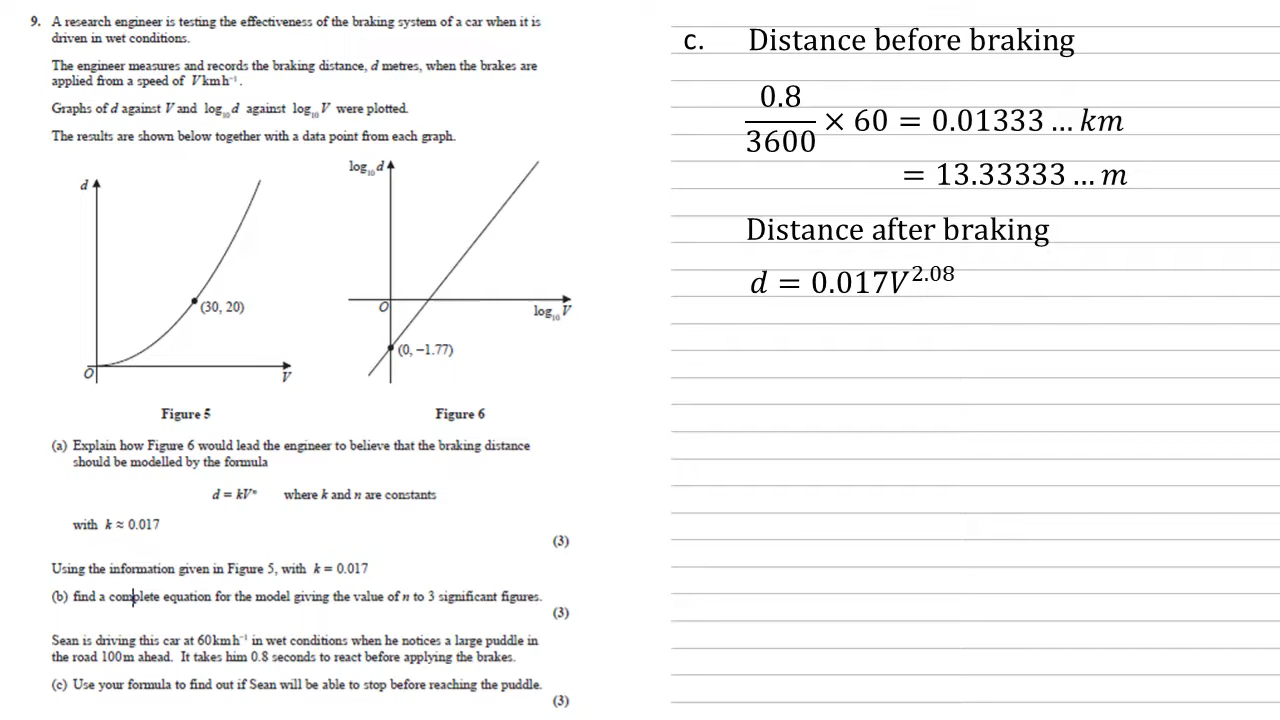 9. A research engineer is testing the effectiveness of the braking system of a car when it is
driven in wet conditions.
The engineer measures and records the braking distance, d metres, when the brakes are
applied from a speed of V km h⁻¹.
Graphs of d against V and log₁₀ d against log₁₀ V were plotted.
The results are shown below together with a data point from each graph.
d
(30, 20)
O
V
Figure 5
log₁₀ d
O
log₁₀ V
(0, −1.77)
Figure 6
(a) Explain how Figure 6 would lead the engineer to believe that the braking distance
should be modelled by the formula
d = kVⁿ where k and n are constants
with k ≈ 0.017
(3)
Using the information given in Figure 5, with k = 0.017
(b) find a complete equation for the model giving the value of n to 3 significant figures.
(3)
Sean is driving this car at 60 km h⁻¹ in wet conditions when he notices a large puddle in
the road 100 m ahead. It takes him 0.8 seconds to react before applying the brakes.
(c) Use your formula to find out if Sean will be able to stop before reaching the puddle.
(3)
c. Distance before braking
0.8/3600 × 60 = 0.01333 … km
= 13.33333 … m
Distance after braking
d = 0.017V^2.08